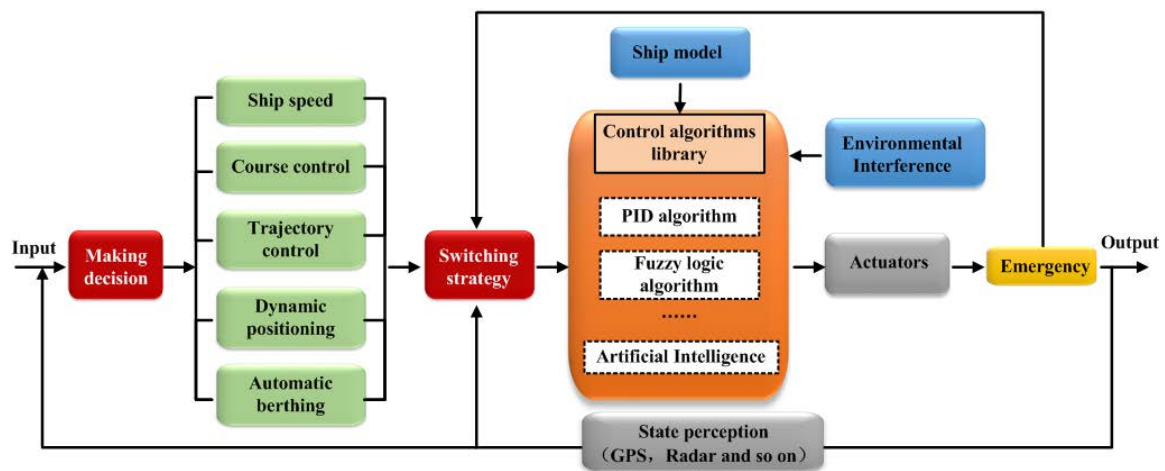 Ship model
Ship speed
Control algorithms
library
Environmental
Interference
Course control
PID algorithm
Input
Making
decision
Trajectory
control
Switching
strategy
Fuzzy logic
algorithm
......
Actuators
Emergency
Output
Dynamic
positioning
Artificial Intelligence
Automatic
berthing
State perception
（GPS，Radar and so on）